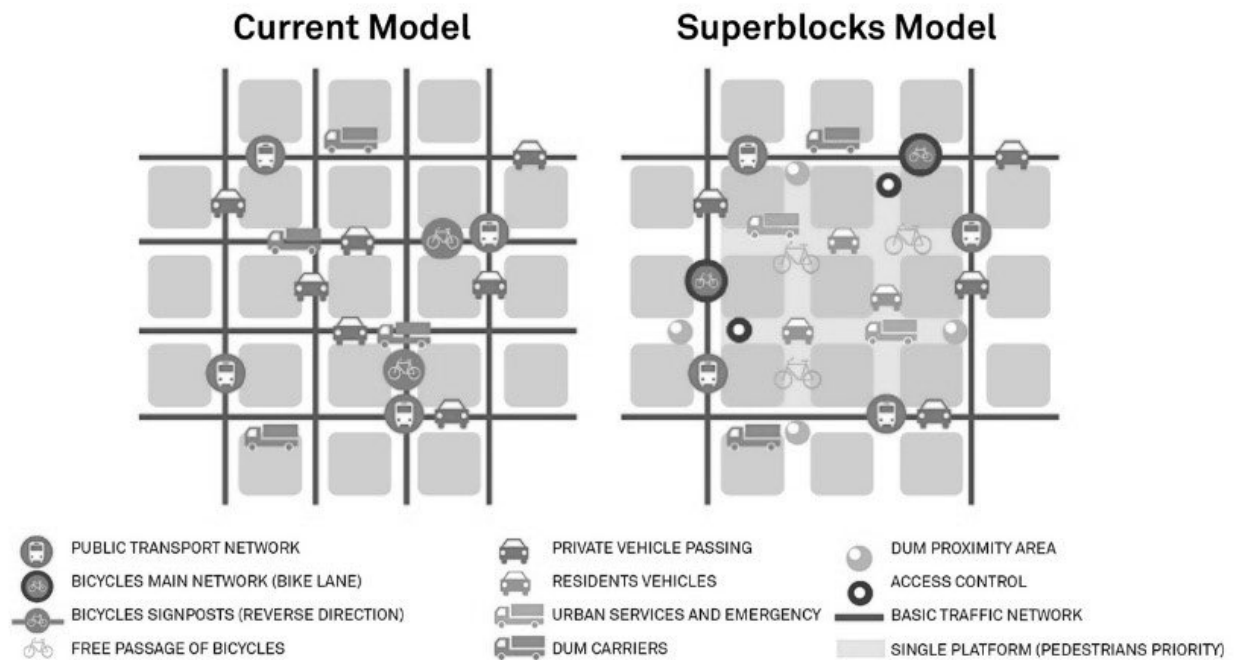 Current Model
Superblocks Model
PUBLIC TRANSPORT NETWORK
BICYCLES MAIN NETWORK (BIKE LANE)
BICYCLES SIGNPOSTS (REVERSE DIRECTION)
FREE PASSAGE OF BICYCLES
PRIVATE VEHICLE PASSING
RESIDENTS VEHICLES
URBAN SERVICES AND EMERGENCY
DUM CARRIERS
DUM PROXIMITY AREA
ACCESS CONTROL
BASIC TRAFFIC NETWORK
SINGLE PLATFORM (PEDESTRIANS PRIORITY)